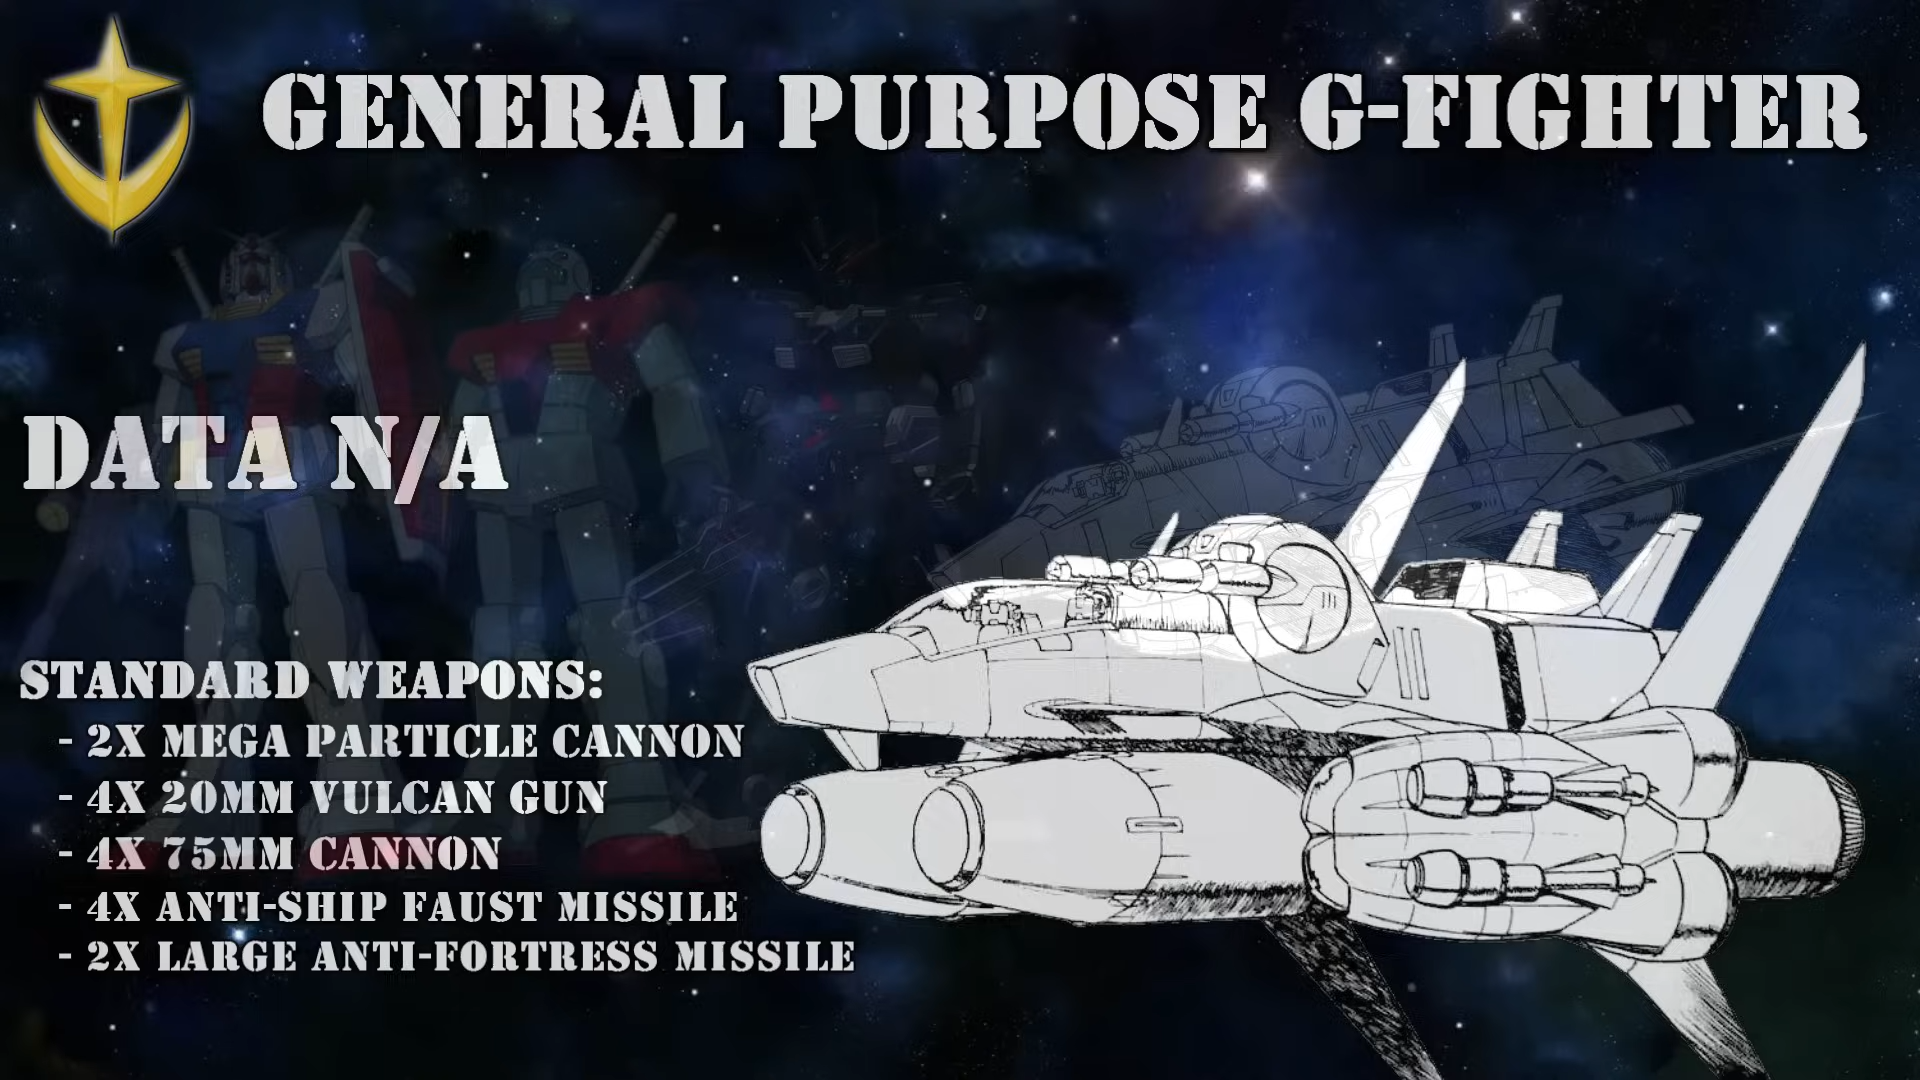 GENERAL PURPOSE G-FIGHTER
DATA N/A
STANDARD WEAPONS:
- 2X MEGA PARTICLE CANNON
- 4X 20MM VULCAN GUN
- 4X 75MM CANNON
- 4X ANTI-SHIP FAUST MISSILE
- 2X LARGE ANTI-FORTRESS MISSILE